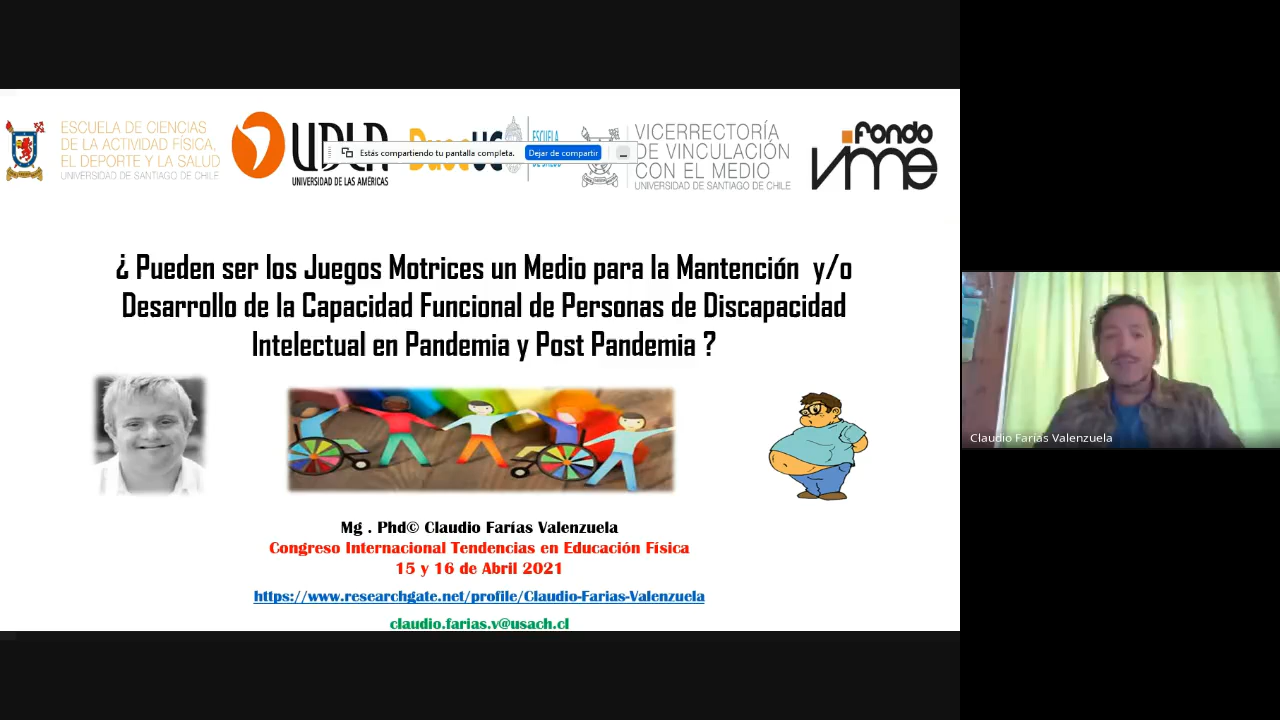 ESCUELA DE CIENCIAS
DE LA ACTIVIDAD FÍSICA,
EL DEPORTE Y LA SALUD
UNIVERSIDAD DE SANTIAGO DE CHILE
UDLA
UNIVERSIDAD DE LAS AMÉRICAS
Estás compartiendo tu pantalla completa.
Dejar de compartir
DuocUC
ESCUELA
VICERRECTORÍA
DE VINCULACIÓN
CON EL MEDIO
UNIVERSIDAD DE SANTIAGO DE CHILE
fondo
vme
¿ Pueden ser los Juegos Motrices un Medio para la Mantención y/o
Desarrollo de la Capacidad Funcional de Personas de Discapacidad
Intelectual en Pandemia y Post Pandemia ?
Mg . Phd© Claudio Farías Valenzuela
Congreso Internacional Tendencias en Educación Física
15 y 16 de Abril 2021
https://www.researchgate.net/profile/Claudio-Farias-Valenzuela
claudio.farias.v@usach.cl
Claudio Farías Valenzuela